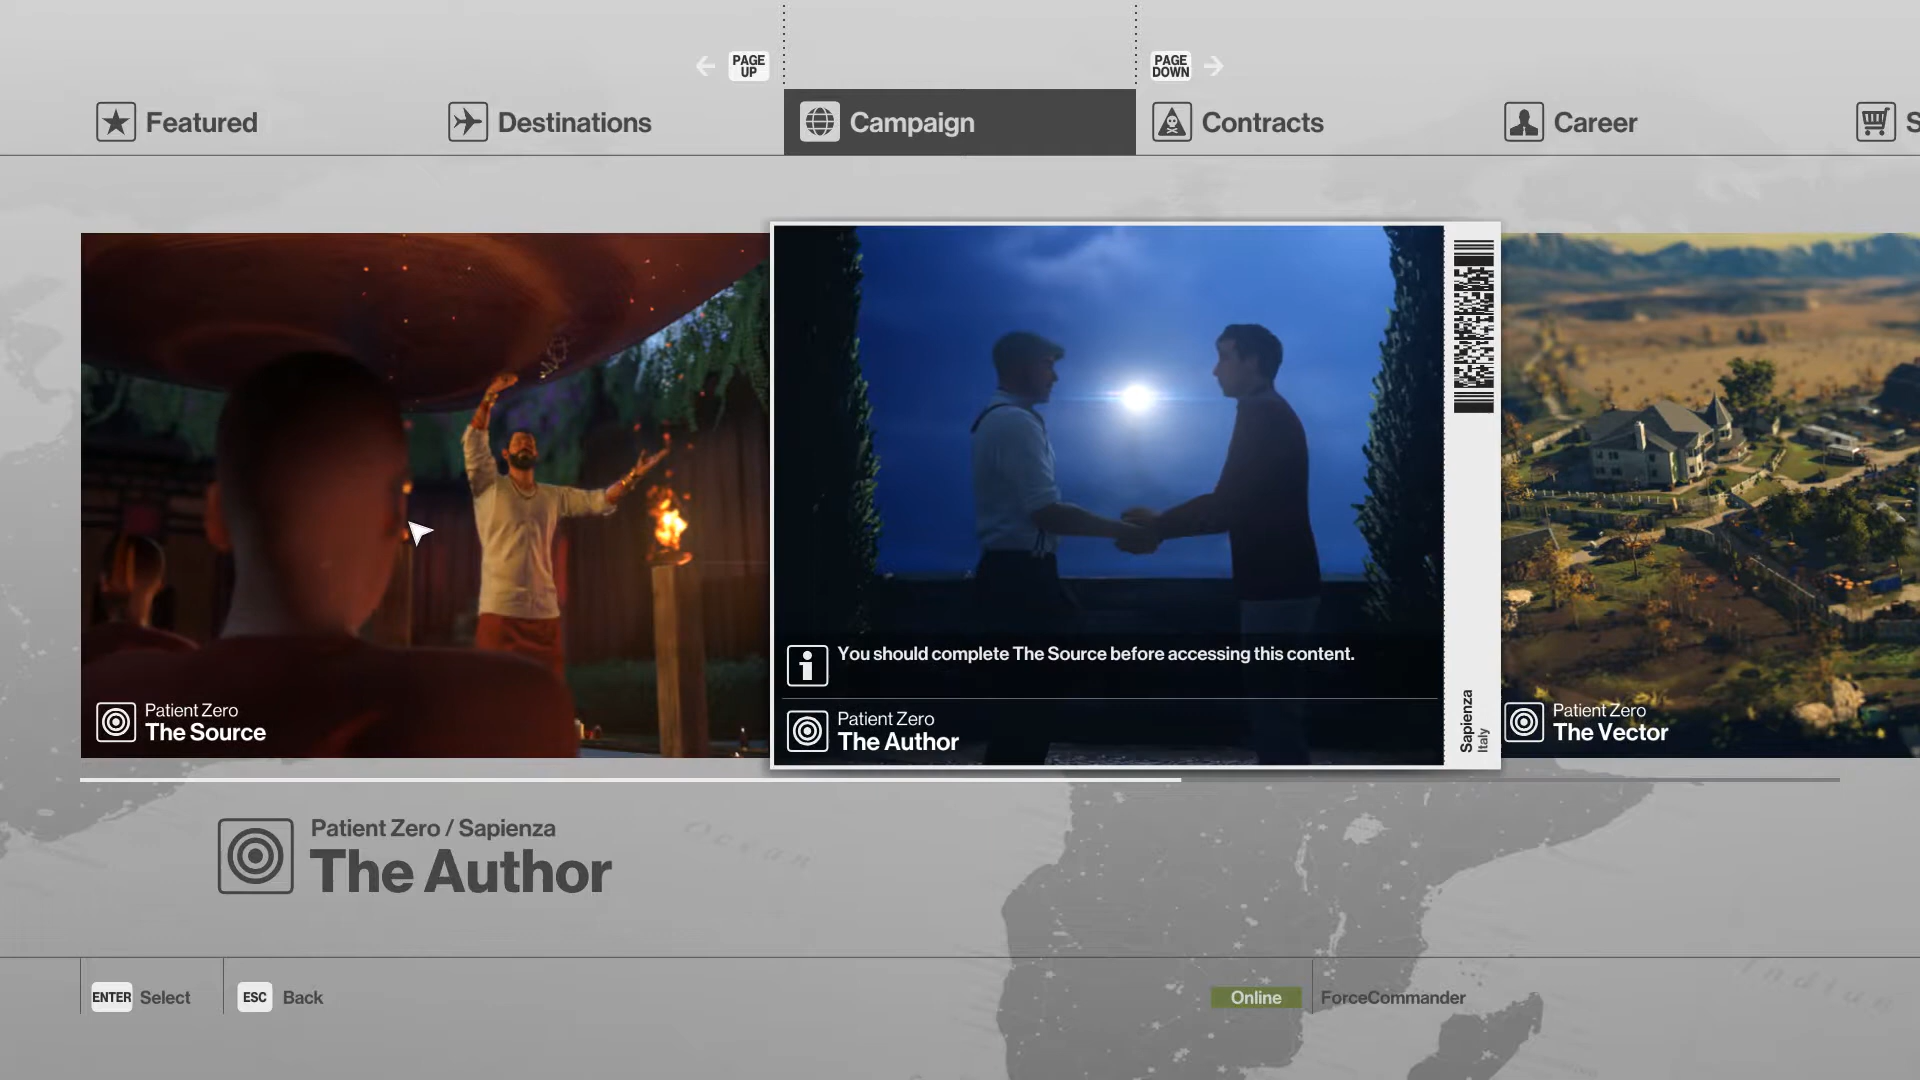 PAGE
UP
PAGE
DOWN
Featured
Destinations
Campaign
Contracts
Career
S
Patient Zero
The Source
You should complete The Source before accessing this content.
Patient Zero
The Author
Sapienza
Italy
Patient Zero
The Vector
Patient Zero / Sapienza
The Author
Ocean
Indian
ENTER Select
ESC Back
Online
ForceCommander